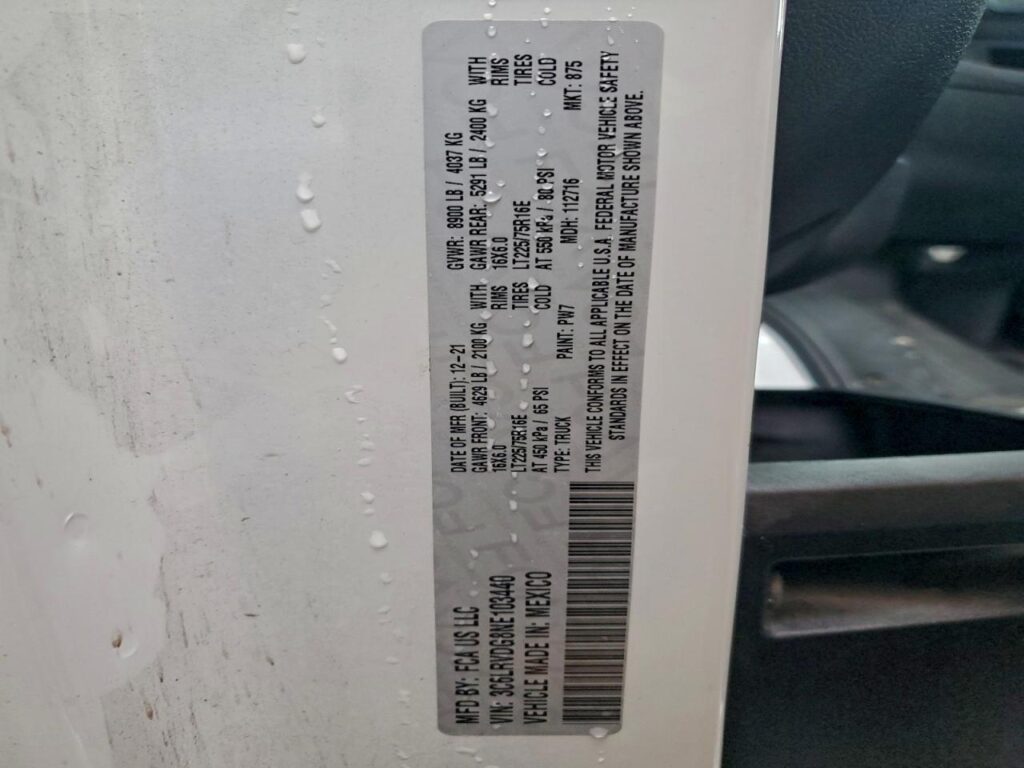 MFD BY: FCA US LLC
DATE OF MFR (BUILT): 12-21 GVWR: 8900 LB / 4037 KG
GAWR FRONT: 4629 LB / 2100 KG WITH GAWR REAR: 5291 LB / 2400 KG WITH
16X6.0 RIMS 16X6.0 RIMS
LT225/75R16E TIRES LT225/75R16E TIRES
AT 450 kPa / 65 PSI COLD AT 550 kPa / 80 PSI COLD
VIN: 3C6LRVDG8NE103440
TYPE: TRUCK PAINT: PW7 MDH: 112716 MKT: 875
VEHICLE MADE IN: MEXICO
THIS VEHICLE CONFORMS TO ALL APPLICABLE U.S.A. FEDERAL MOTOR VEHICLE SAFETY
STANDARDS IN EFFECT ON THE DATE OF MANUFACTURE SHOWN ABOVE.